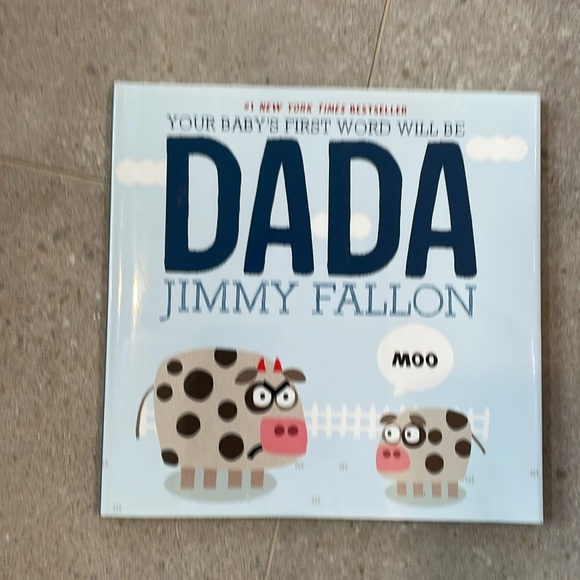 #1 NEW YORK TIMES BESTSELLER
YOUR BABY'S FIRST WORD WILL BE
DADA
JIMMY FALLON
MOO